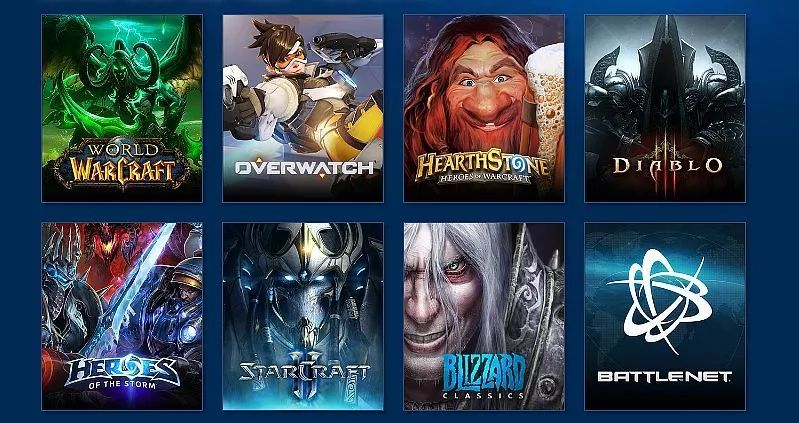 WORLD
OF
WARCRAFT
OVERWATCH
HEARTHSTONE
HEROES OF WARCRAFT
DIABLO
III
HEROES
OF THE STORM
STARCRAFT
II
BLIZZARD
CLASSICS
BATTLE.NET